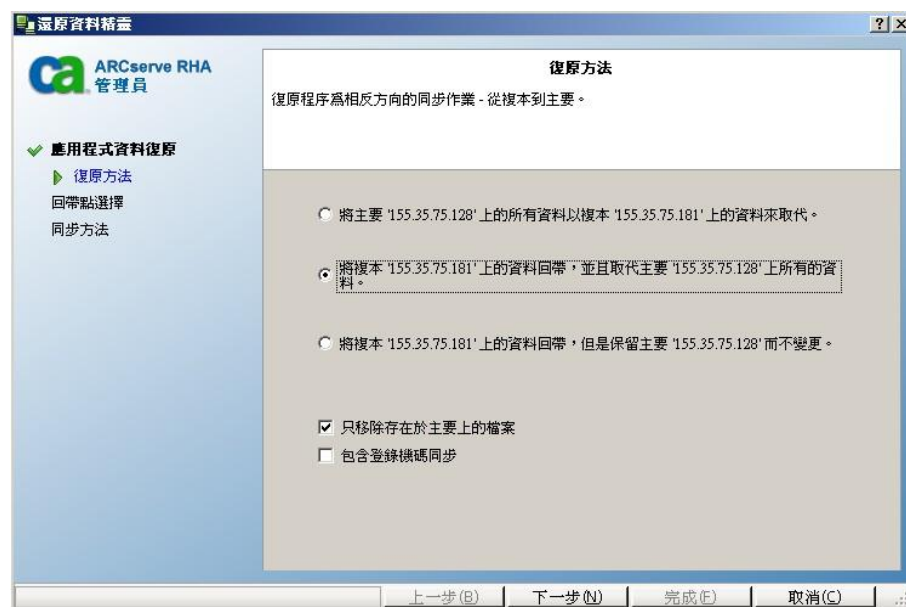 還原資料精靈
?
ca
ARCserve RHA
管理員
應用程式資料復原
復原方法
回帶點選擇
同步方法
復原方法
復原程序爲相反方向的同步作業 - 從複本到主要。
將主要 '155.35.75.128' 上的所有資料以複本 '155.35.75.181' 上的資料來取代。
將複本 '155.35.75.181' 上的資料回帶，並且取代主要 '155.35.75.128' 上所有的資
料。
將複本 '155.35.75.181' 上的資料回帶，但是保留主要 '155.35.75.128' 而不變更。
只移除存在於主要上的檔案
包含登錄機碼同步
上一步(B)
下一步(N)
完成(F)
取消(C)